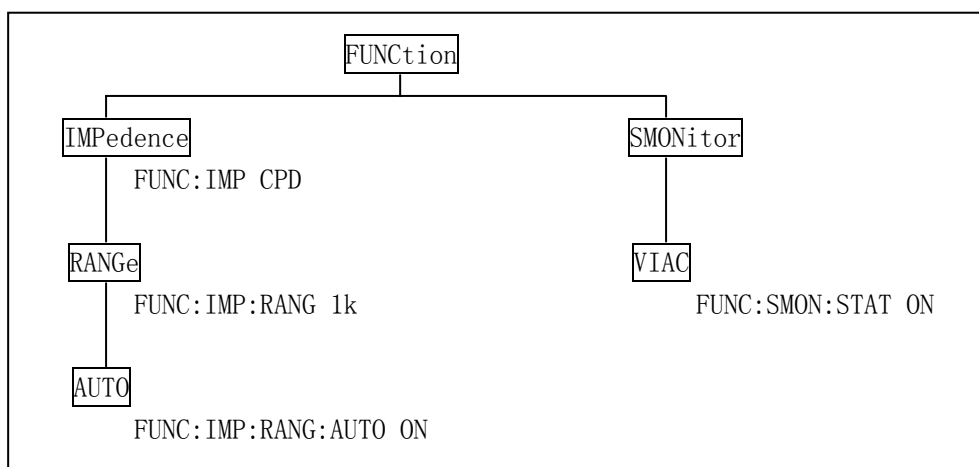 FUNCtion
IMPedence
SMONitor
FUNC:IMP CPD
RANGe
VIAC
FUNC:IMP:RANG 1k
FUNC:SMON:STAT ON
AUTO
FUNC:IMP:RANG:AUTO ON